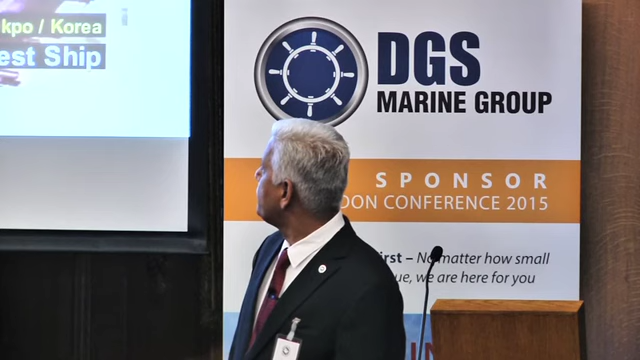 kpo / Korea
est Ship
DGS
MARINE GROUP
SPONSOR
DON CONFERENCE 2015
irst – No matter how small
ue, we are here for you
IN